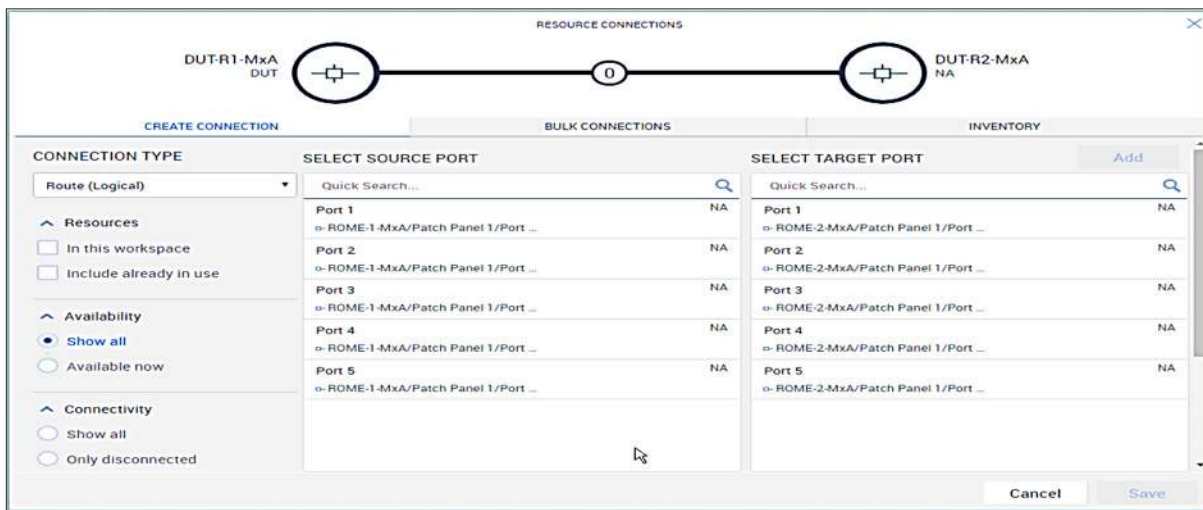 RESOURCE CONNECTIONS
DUT-R1-MxA
DUT
0
DUT-R2-MxA
NA
CREATE CONNECTION
BULK CONNECTIONS
INVENTORY
CONNECTION TYPE
Route (Logical)
Resources
In this workspace
Include already in use
Availability
Show all
Available now
Connectivity
Show all
Only disconnected
SELECT SOURCE PORT
Quick Search...
Port 1 NA
ROME-1-MxA/Patch Panel 1/Port ...
Port 2 NA
ROME-1-MxA/Patch Panel 1/Port ...
Port 3 NA
ROME-1-MxA/Patch Panel 1/Port ...
Port 4 NA
ROME-1-MxA/Patch Panel 1/Port ...
Port 5 NA
ROME-1-MxA/Patch Panel 1/Port ...
SELECT TARGET PORT
Add
Quick Search...
Port 1 NA
ROME-2-MxA/Patch Panel 1/Port ...
Port 2 NA
ROME-2-MxA/Patch Panel 1/Port ...
Port 3 NA
ROME-2-MxA/Patch Panel 1/Port ...
Port 4 NA
ROME-2-MxA/Patch Panel 1/Port ...
Port 5 NA
ROME-2-MxA/Patch Panel 1/Port ...
Cancel
Save